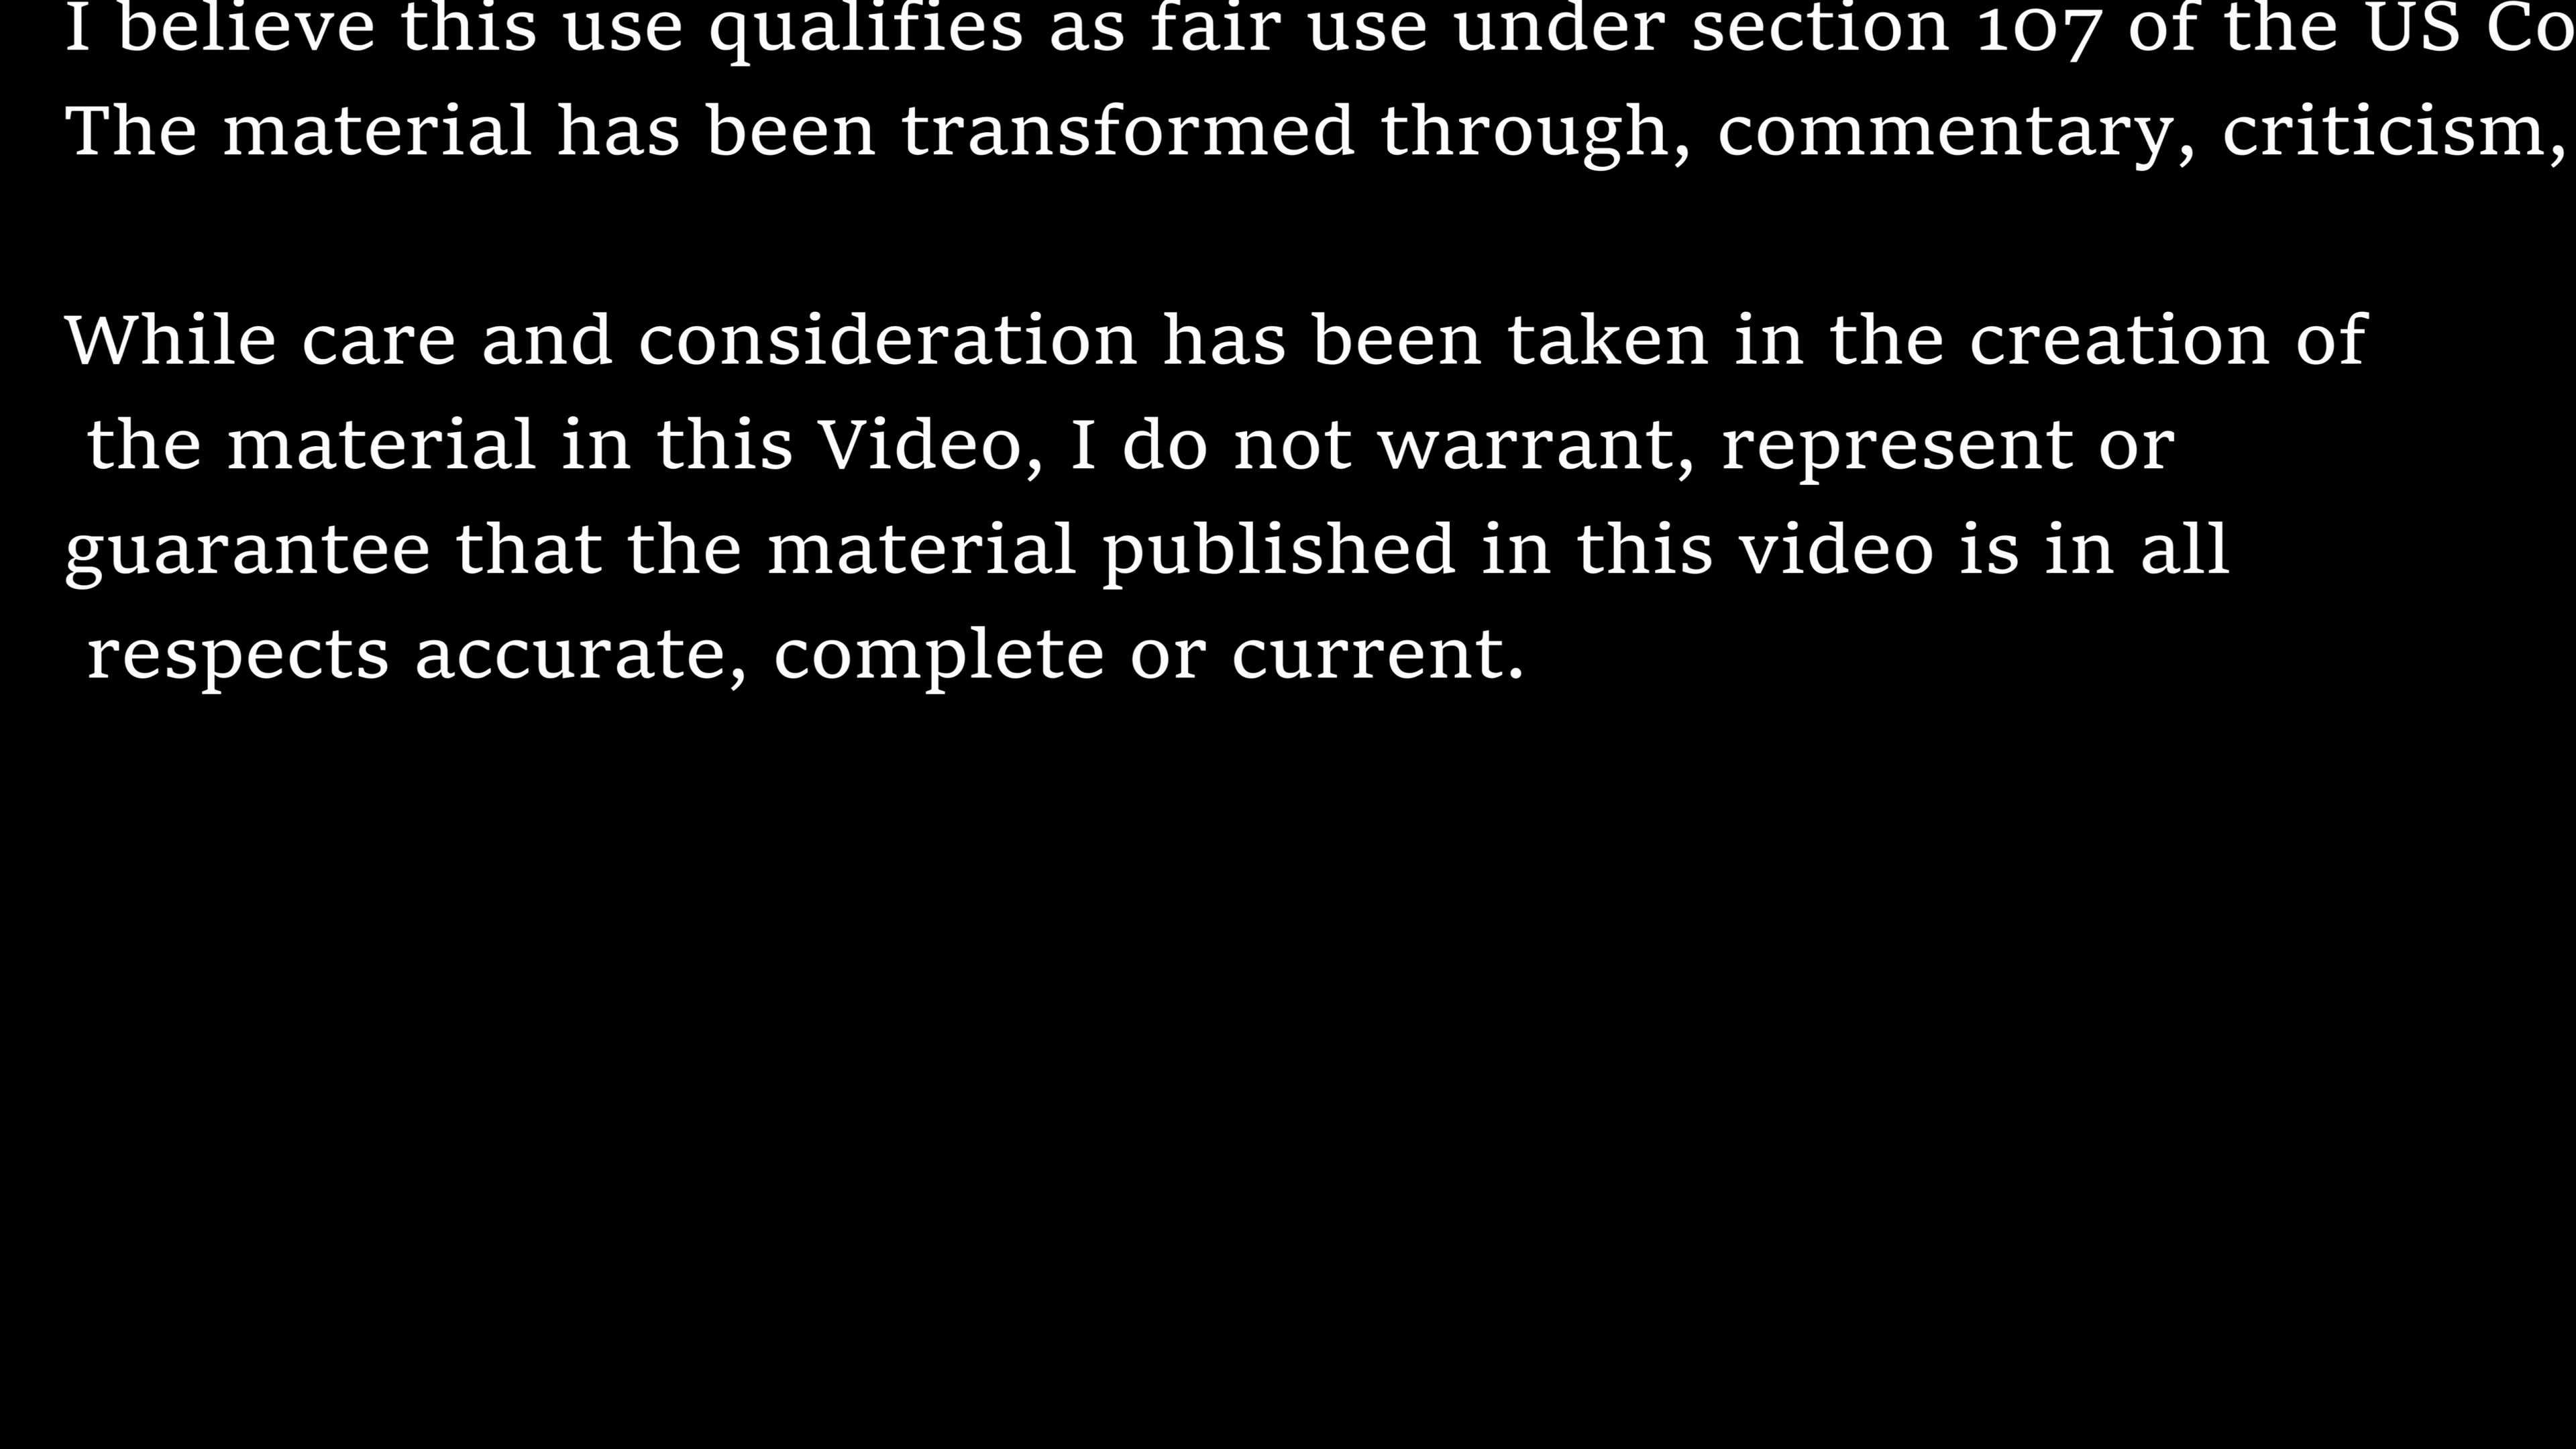 I believe this use qualifies as fair use under section 107 of the US Co
The material has been transformed through, commentary, criticism,
While care and consideration has been taken in the creation of
the material in this Video, I do not warrant, represent or
guarantee that the material published in this video is in all
respects accurate, complete or current.